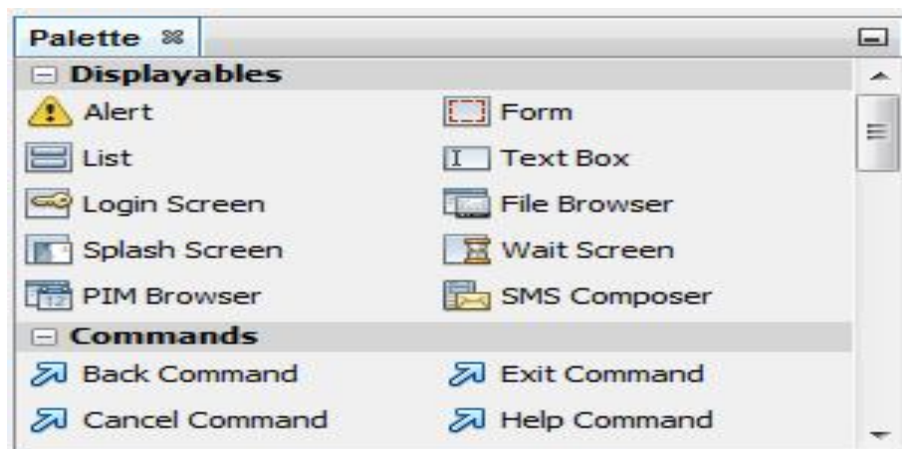 Palette
Displayables
Alert Form
List Text Box
Login Screen File Browser
Splash Screen Wait Screen
PIM Browser SMS Composer
Commands
Back Command Exit Command
Cancel Command Help Command